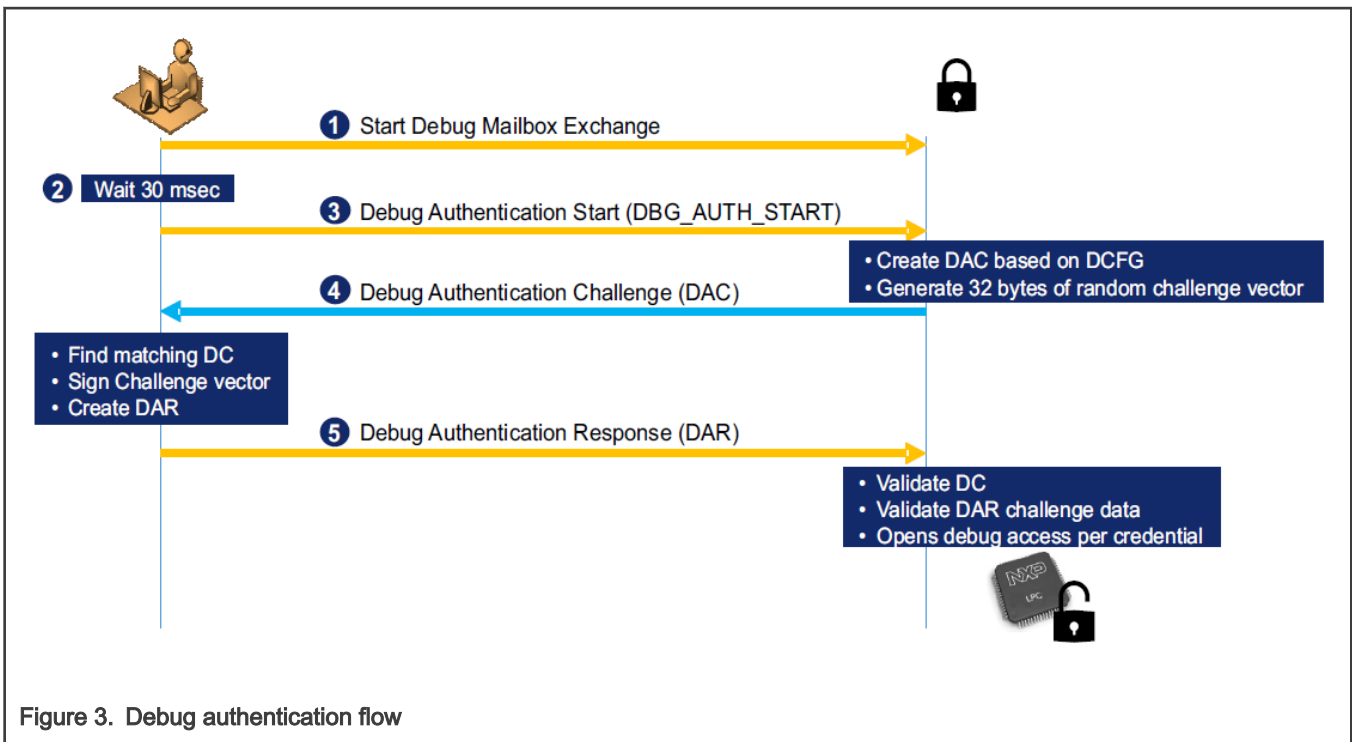 1 Start Debug Mailbox Exchange
2 Wait 30 msec
3 Debug Authentication Start (DBG_AUTH_START)
• Create DAC based on DCFG
• Generate 32 bytes of random challenge vector
4 Debug Authentication Challenge (DAC)
• Find matching DC
• Sign Challenge vector
• Create DAR
5 Debug Authentication Response (DAR)
• Validate DC
• Validate DAR challenge data
• Opens debug access per credential
NXP
LPC
Figure 3. Debug authentication flow